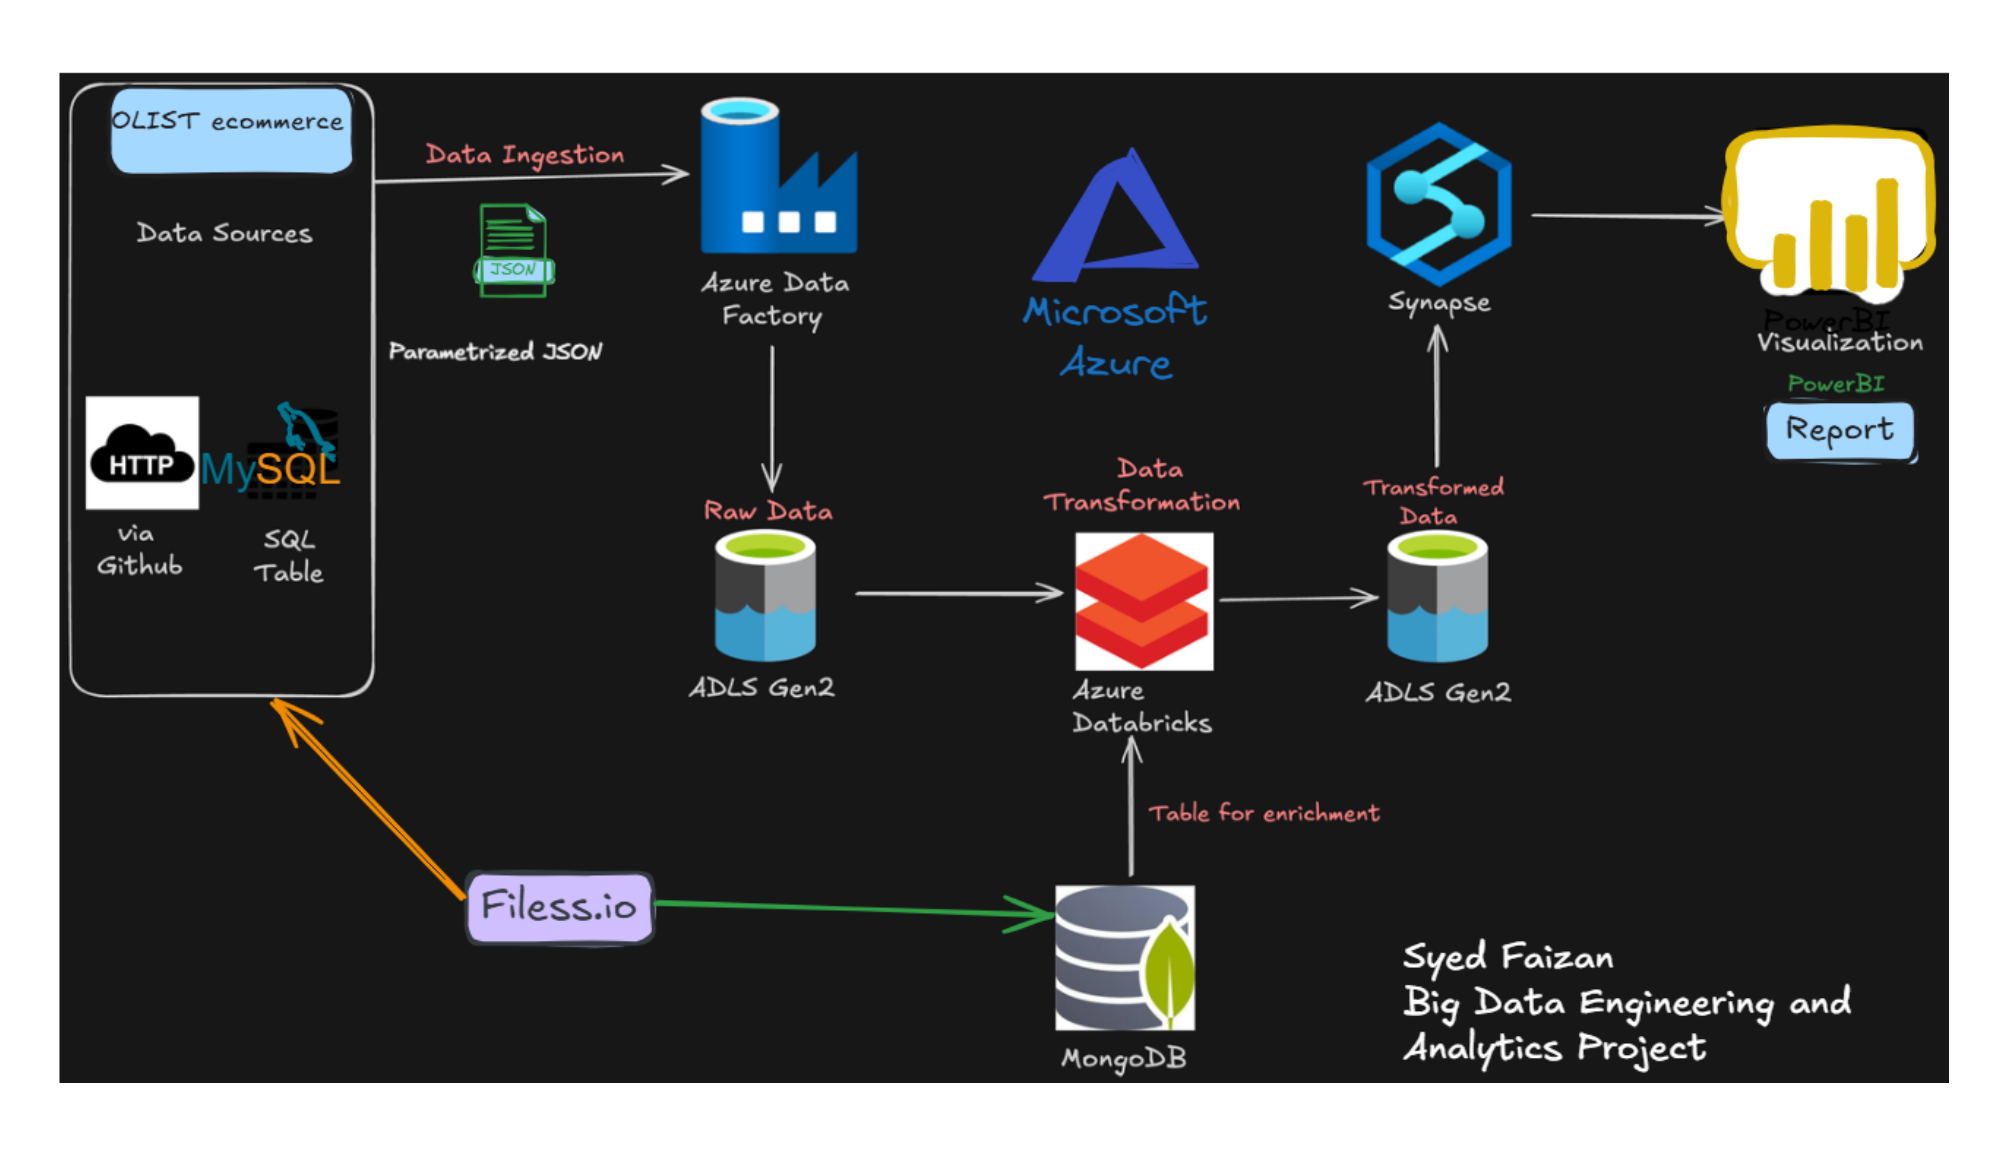 OLIST ecommerce
Data Sources
HTTP
MySQL
via
Github
SQL
Table
Data Ingestion
JSON
Parametrized JSON
Azure Data
Factory
Raw Data
ADLS Gen2
Microsoft
Azure
Data
Transformation
Azure
Databricks
Transformed
Data
ADLS Gen2
Synapse
PowerBI
Visualization
PowerBI
Report
Table for enrichment
Filess.io
MongoDB
Syed Faizan
Big Data Engineering and
Analytics Project